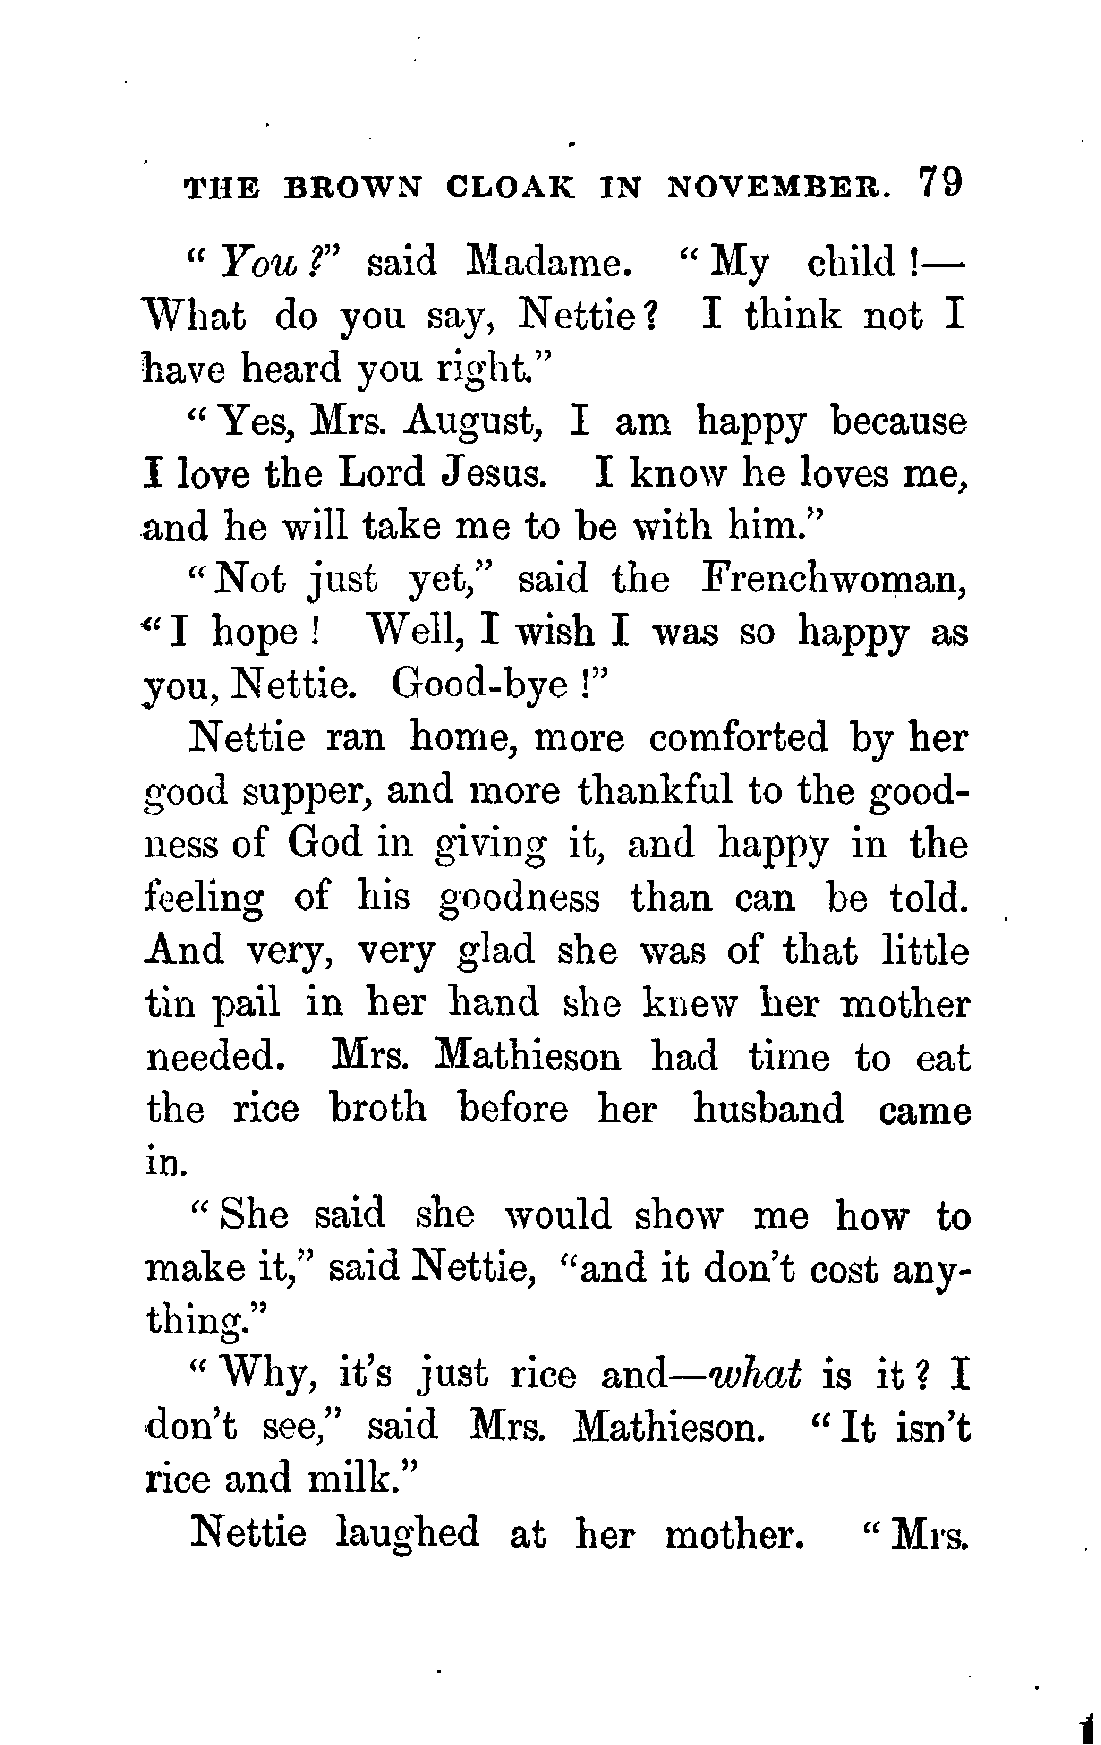 THE BROWN CLOAK IN NOVEMBER. 79
"You?" said Madame. "My child!—
What do you say, Nettie? I think not I
have heard you right."
"Yes, Mrs. August, I am happy because
I love the Lord Jesus. I know he loves me,
and he will take me to be with him."
"Not just yet," said the Frenchwoman,
"I hope! Well, I wish I was so happy as
you, Nettie. Good-bye!"
Nettie ran home, more comforted by her
good supper, and more thankful to the good-
ness of God in giving it, and happy in the
feeling of his goodness than can be told.
And very, very glad she was of that little
tin pail in her hand she knew her mother
needed. Mrs. Mathieson had time to eat
the rice broth before her husband came
in.
"She said she would show me how to
make it," said Nettie, "and it don't cost any-
thing."
"Why, it's just rice and—what is it? I
don't see," said Mrs. Mathieson. "It isn't
rice and milk."
Nettie laughed at her mother. "Mrs.